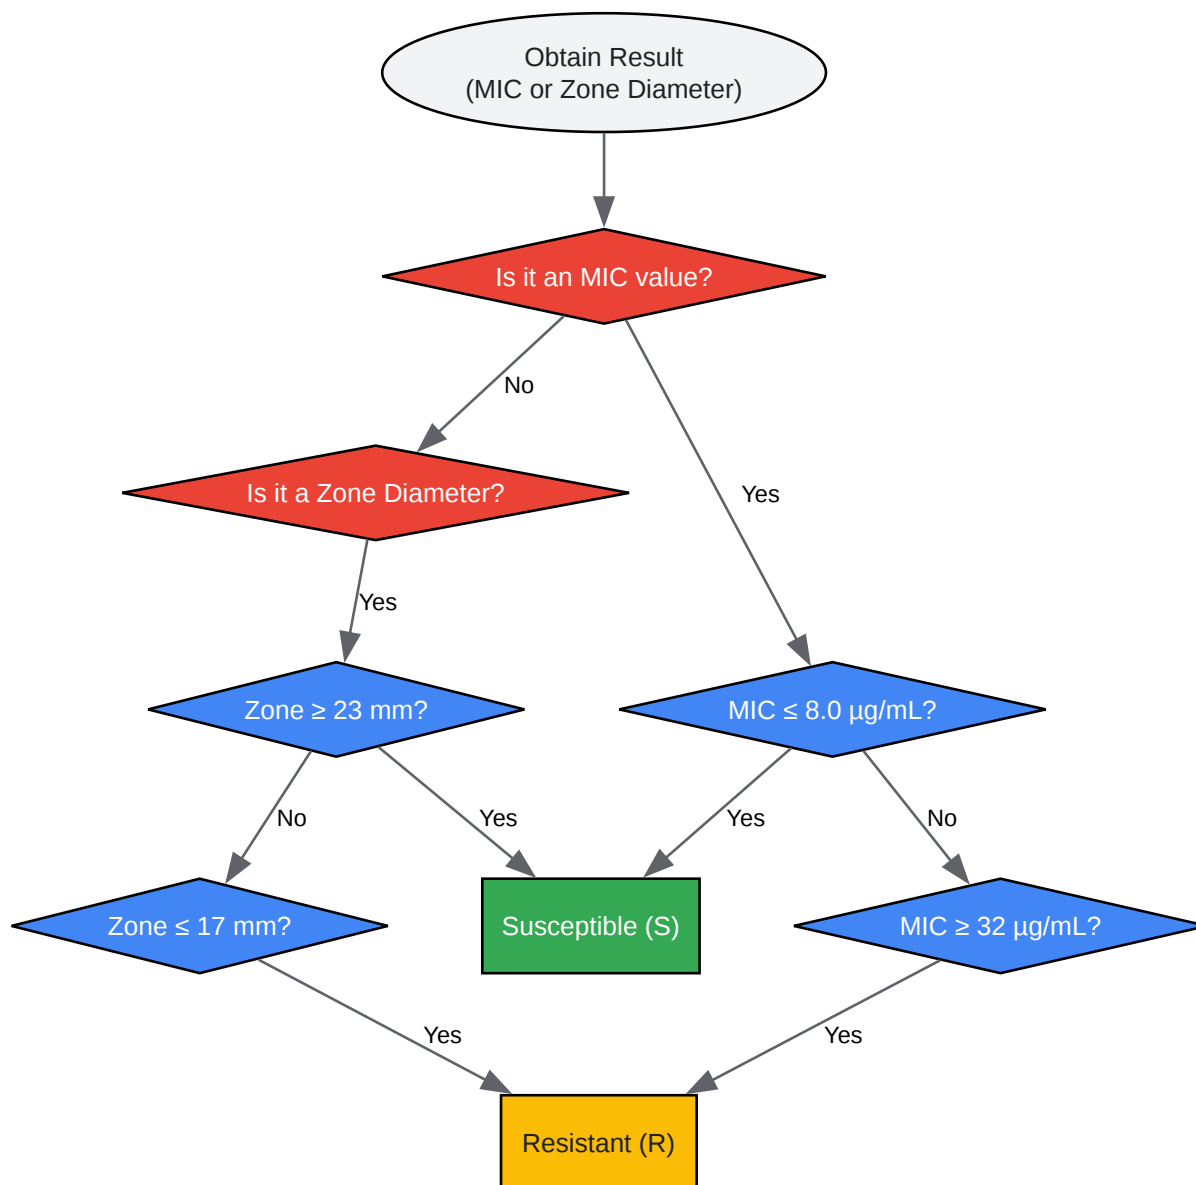 Obtain Result
(MIC or Zone Diameter)
Is it an MIC value?
No
Yes
Is it a Zone Diameter?
Yes
Zone ≥ 23 mm?
MIC ≤ 8.0 µg/mL?
No
Yes
Yes
No
Zone ≤ 17 mm?
Susceptible (S)
MIC ≥ 32 µg/mL?
Yes
Yes
Resistant (R)